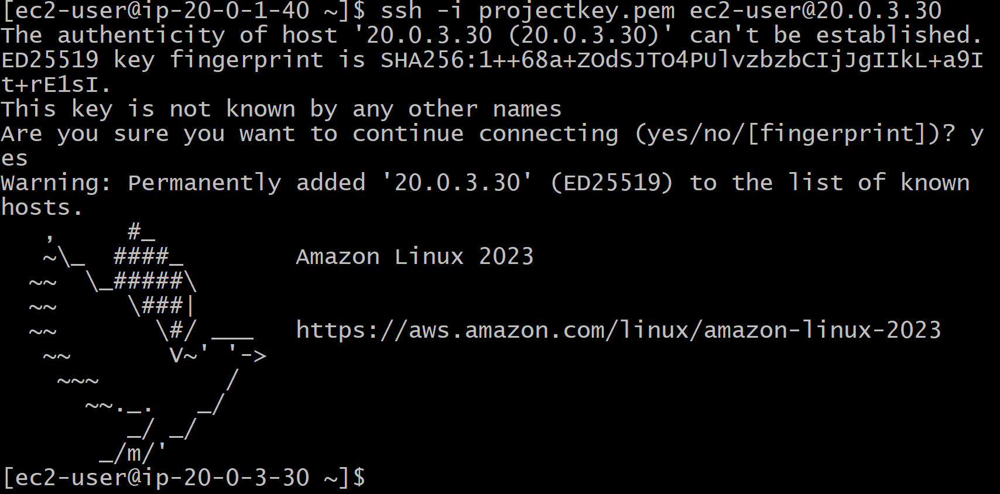 [ec2-user@ip-20-0-1-40 ~]$ ssh -i projectkey.pem ec2-user@20.0.3.30
The authenticity of host '20.0.3.30 (20.0.3.30)' can't be established.
ED25519 key fingerprint is SHA256:1++68a+ZOdSJTO4PUlvzbzbCIjJgIIkL+a9I
t+rE1sI.
This key is not known by any other names
Are you sure you want to continue connecting (yes/no/[fingerprint])? y
es
Warning: Permanently added '20.0.3.30' (ED25519) to the list of known
hosts.
   ,     #_
   ~\_  ####_        Amazon Linux 2023
  ~~  \_#####\
  ~~     \###|
  ~~       \#/ ___   https://aws.amazon.com/linux/amazon-linux-2023
   ~~       V~' '->
    ~~~         /
      ~~._.   _/
         _/ _/
       _/m/'
[ec2-user@ip-20-0-3-30 ~]$